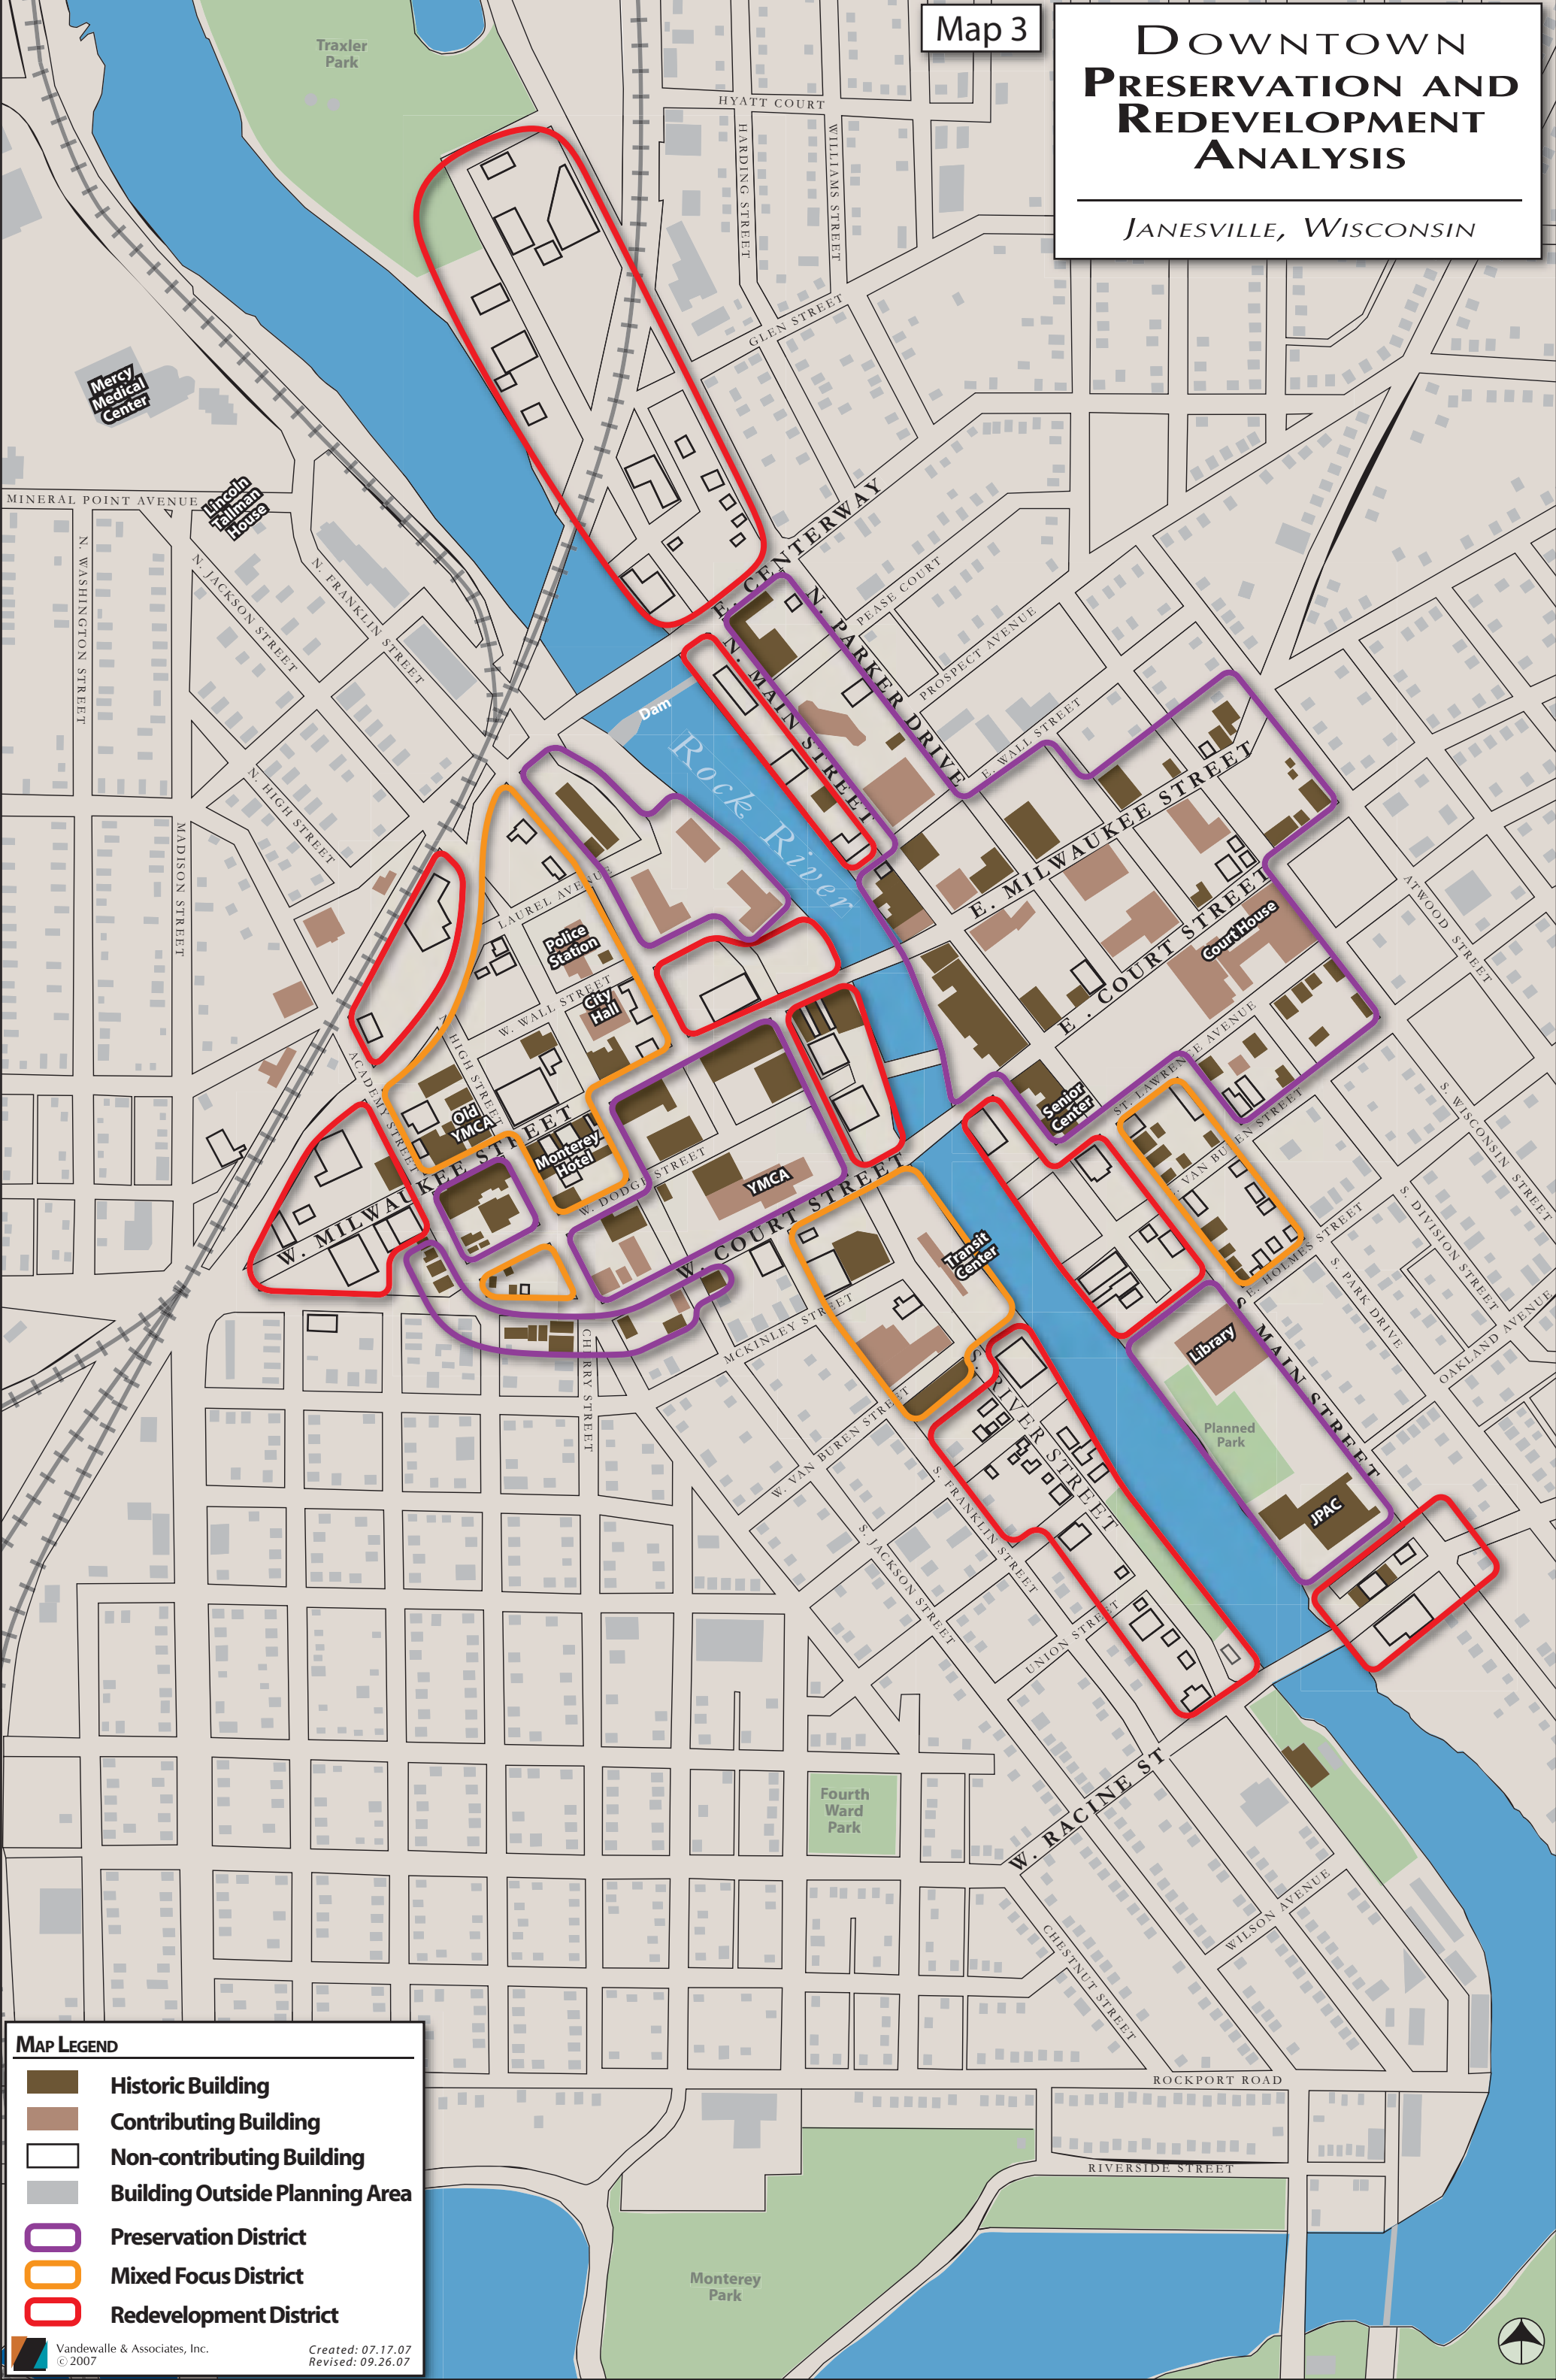 Map 3
Downtown
Preservation and
Redevelopment
Analysis
Janesville, Wisconsin
Traxler
Park
HYATT COURT
HARDING STREET
WILLIAMS STREET
GLEN STREET
Mercy
Medical
Center
MINERAL POINT AVENUE
Lincoln
Tallman
House
N. WASHINGTON STREET
N. JACKSON STREET
N. FRANKLIN STREET
E. CENTERWAY
N. PARKER DRIVE
PEASE COURT
PROSPECT AVENUE
N. MAIN STREET
E. WALL STREET
Dam
Rock River
N. HIGH STREET
MADISON STREET
E. MILWAUKEE STREET
LAUREL AVENUE
Police
Station
E. COURT STREET
Court House
ATWOOD STREET
City
Hall
W. WALL STREET
N. HIGH STREET
ACADEMY STREET
Old
YMCA
W. MILWAUKEE STREET
Monterey
Hotel
W. DODGE STREET
YMCA
W. COURT STREET
Senior
Center
ST. LAWRENCE AVENUE
E. VAN BUREN STREET
S. WISCONSIN STREET
S. DIVISION STREET
E. HOLMES STREET
S. PARK DRIVE
OAKLAND AVENUE
Transit
Center
MCKINLEY STREET
CHERRY STREET
Library
S. MAIN STREET
Planned
Park
JPAC
W. VAN BUREN STREET
S. RIVER STREET
S. FRANKLIN STREET
S. JACKSON STREET
UNION STREET
W. RACINE ST
Fourth
Ward
Park
WILSON AVENUE
CHESTNUT STREET
ROCKPORT ROAD
RIVERSIDE STREET
Monterey
Park
Map Legend
Historic Building
Contributing Building
Non-contributing Building
Building Outside Planning Area
Preservation District
Mixed Focus District
Redevelopment District
Vandewalle & Associates, Inc.
© 2007
Created: 07.17.07
Revised: 09.26.07